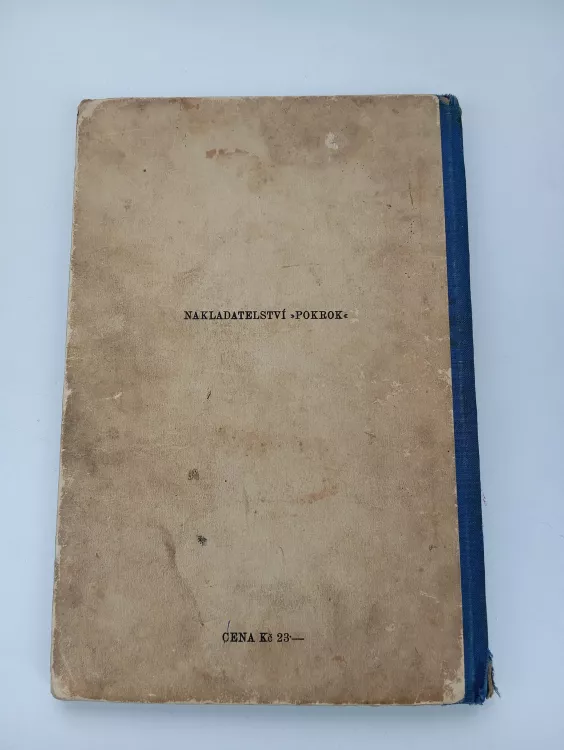 NAKLADATELSTVÍ »POKROK«
CENA Kč 23·—